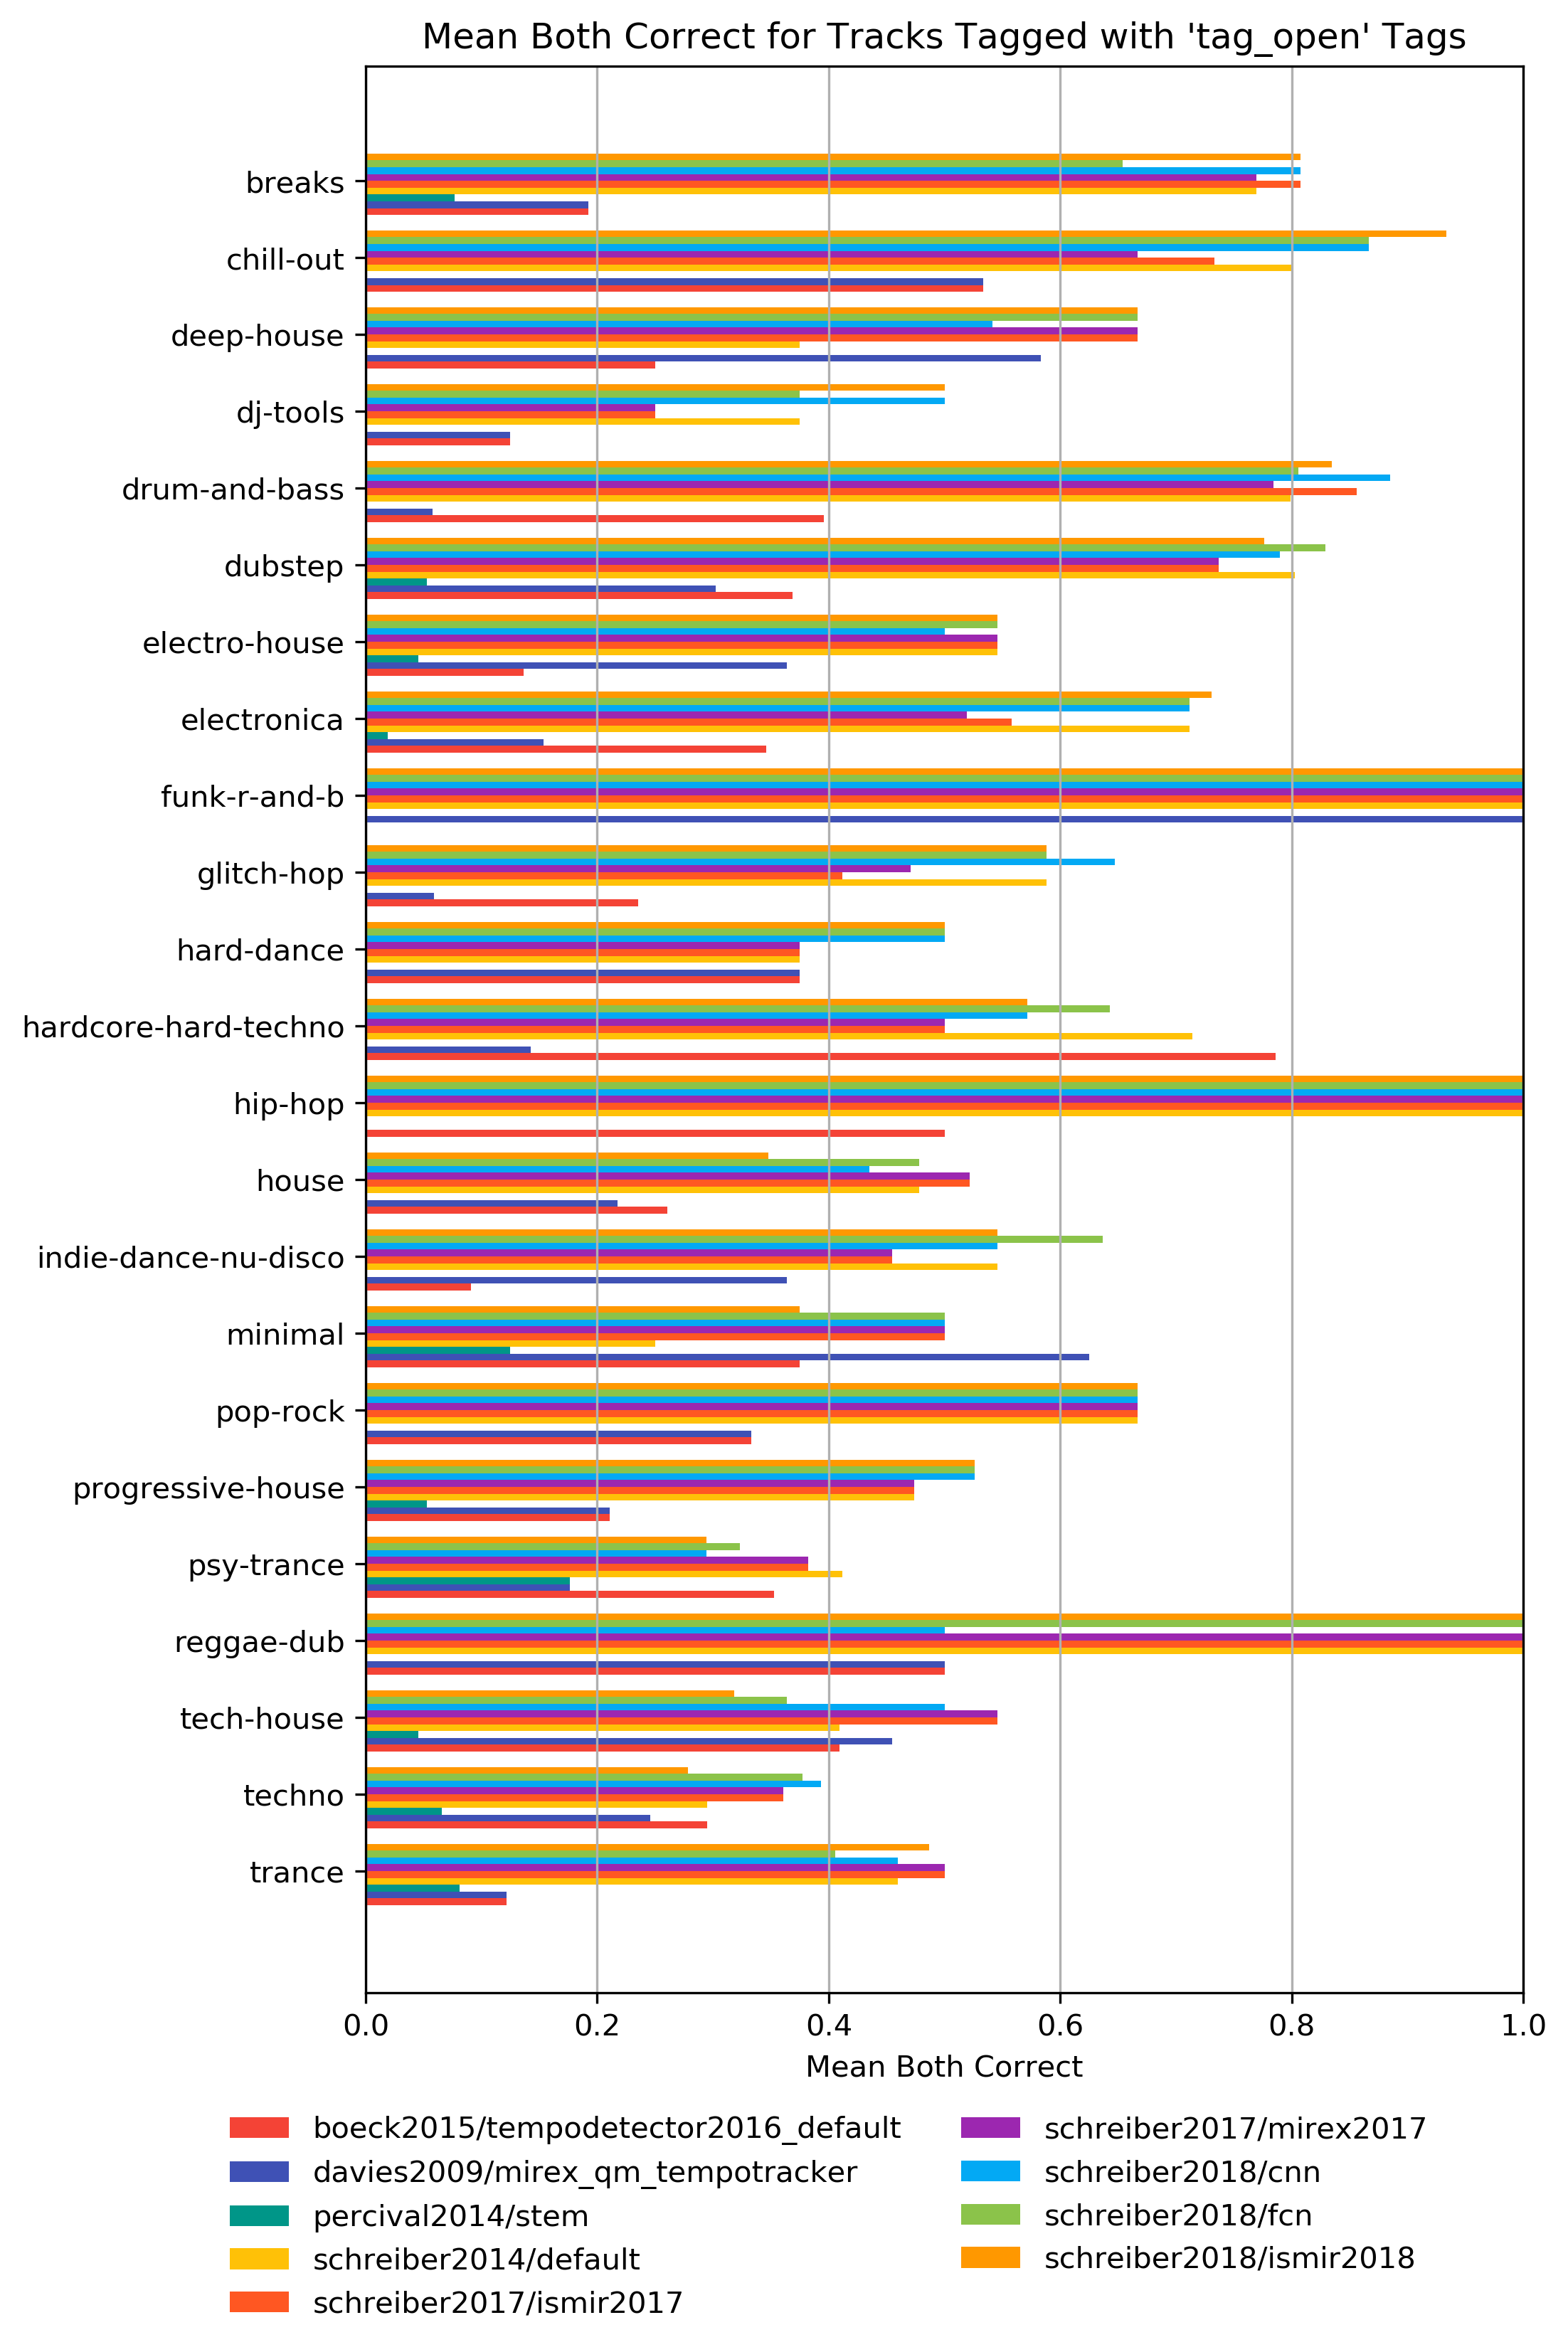 Mean Both Correct for Tracks Tagged with 'tag_open' Tags
breaks
chill-out
deep-house
dj-tools
drum-and-bass
dubstep
electro-house
electronica
funk-r-and-b
glitch-hop
hard-dance
hardcore-hard-techno
hip-hop
house
indie-dance-nu-disco
minimal
pop-rock
progressive-house
psy-trance
reggae-dub
tech-house
techno
trance
0.0 0.2 0.4 0.6 0.8 1.0
Mean Both Correct
boeck2015/tempodetector2016_default
davies2009/mirex_qm_tempotracker
percival2014/stem
schreiber2014/default
schreiber2017/ismir2017
schreiber2017/mirex2017
schreiber2018/cnn
schreiber2018/fcn
schreiber2018/ismir2018